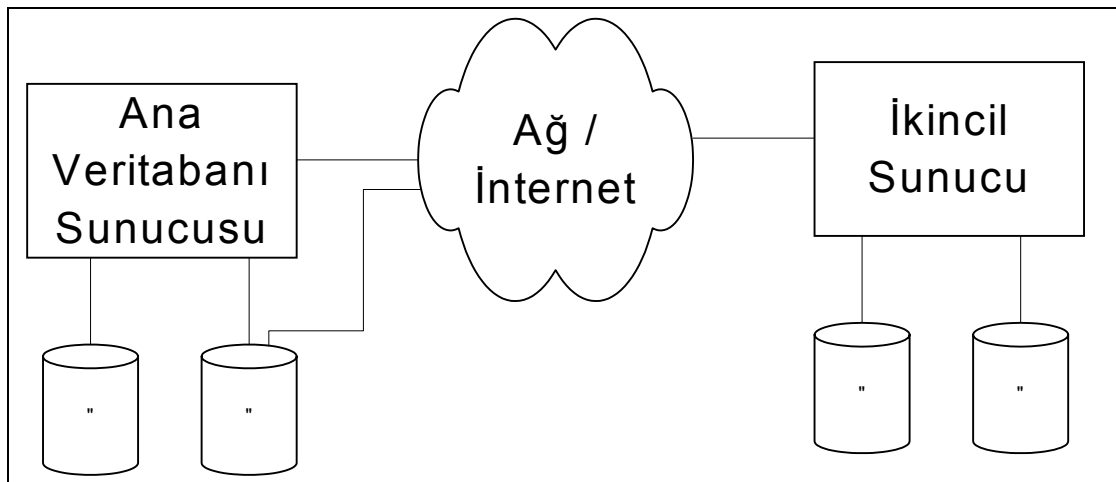 Ana
Veritabanı
Sunucusu
Ağ /
İnternet
İkincil
Sunucu
"
"
"
"